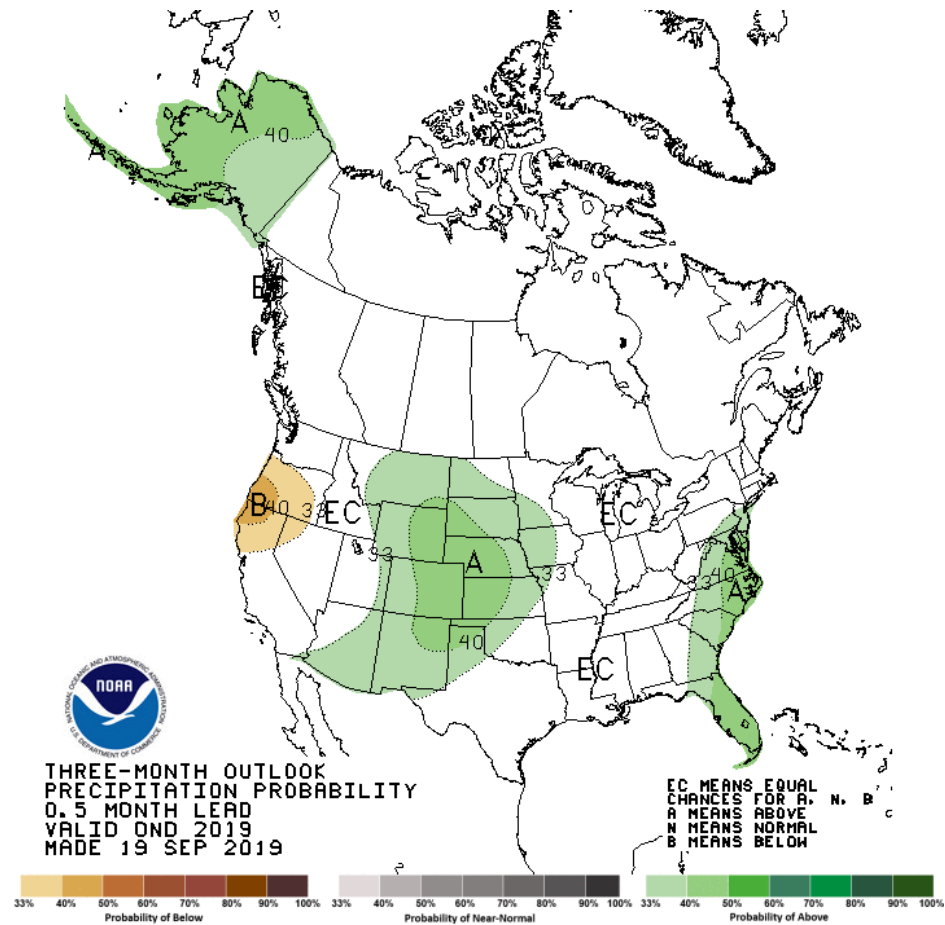 A
40
A
EC
B
40
33
EC
EC
33
A
33
33
40
A
40
EC
NATIONAL OCEANIC AND ATMOSPHERIC ADMINISTRATION
NOAA
U.S. DEPARTMENT OF COMMERCE
THREE-MONTH OUTLOOK
PRECIPITATION PROBABILITY
0.5 MONTH LEAD
VALID OND 2019
MADE 19 SEP 2019
EC MEANS EQUAL
CHANCES FOR A, N, B
A MEANS ABOVE
N MEANS NORMAL
B MEANS BELOW
C
33% 40% 50% 60% 70% 80% 90% 100%
Probability of Below
33% 40% 50% 60% 70% 80% 90% 100%
Probability of Near-Normal
33% 40% 50% 60% 70% 80% 90% 100%
Probability of Above